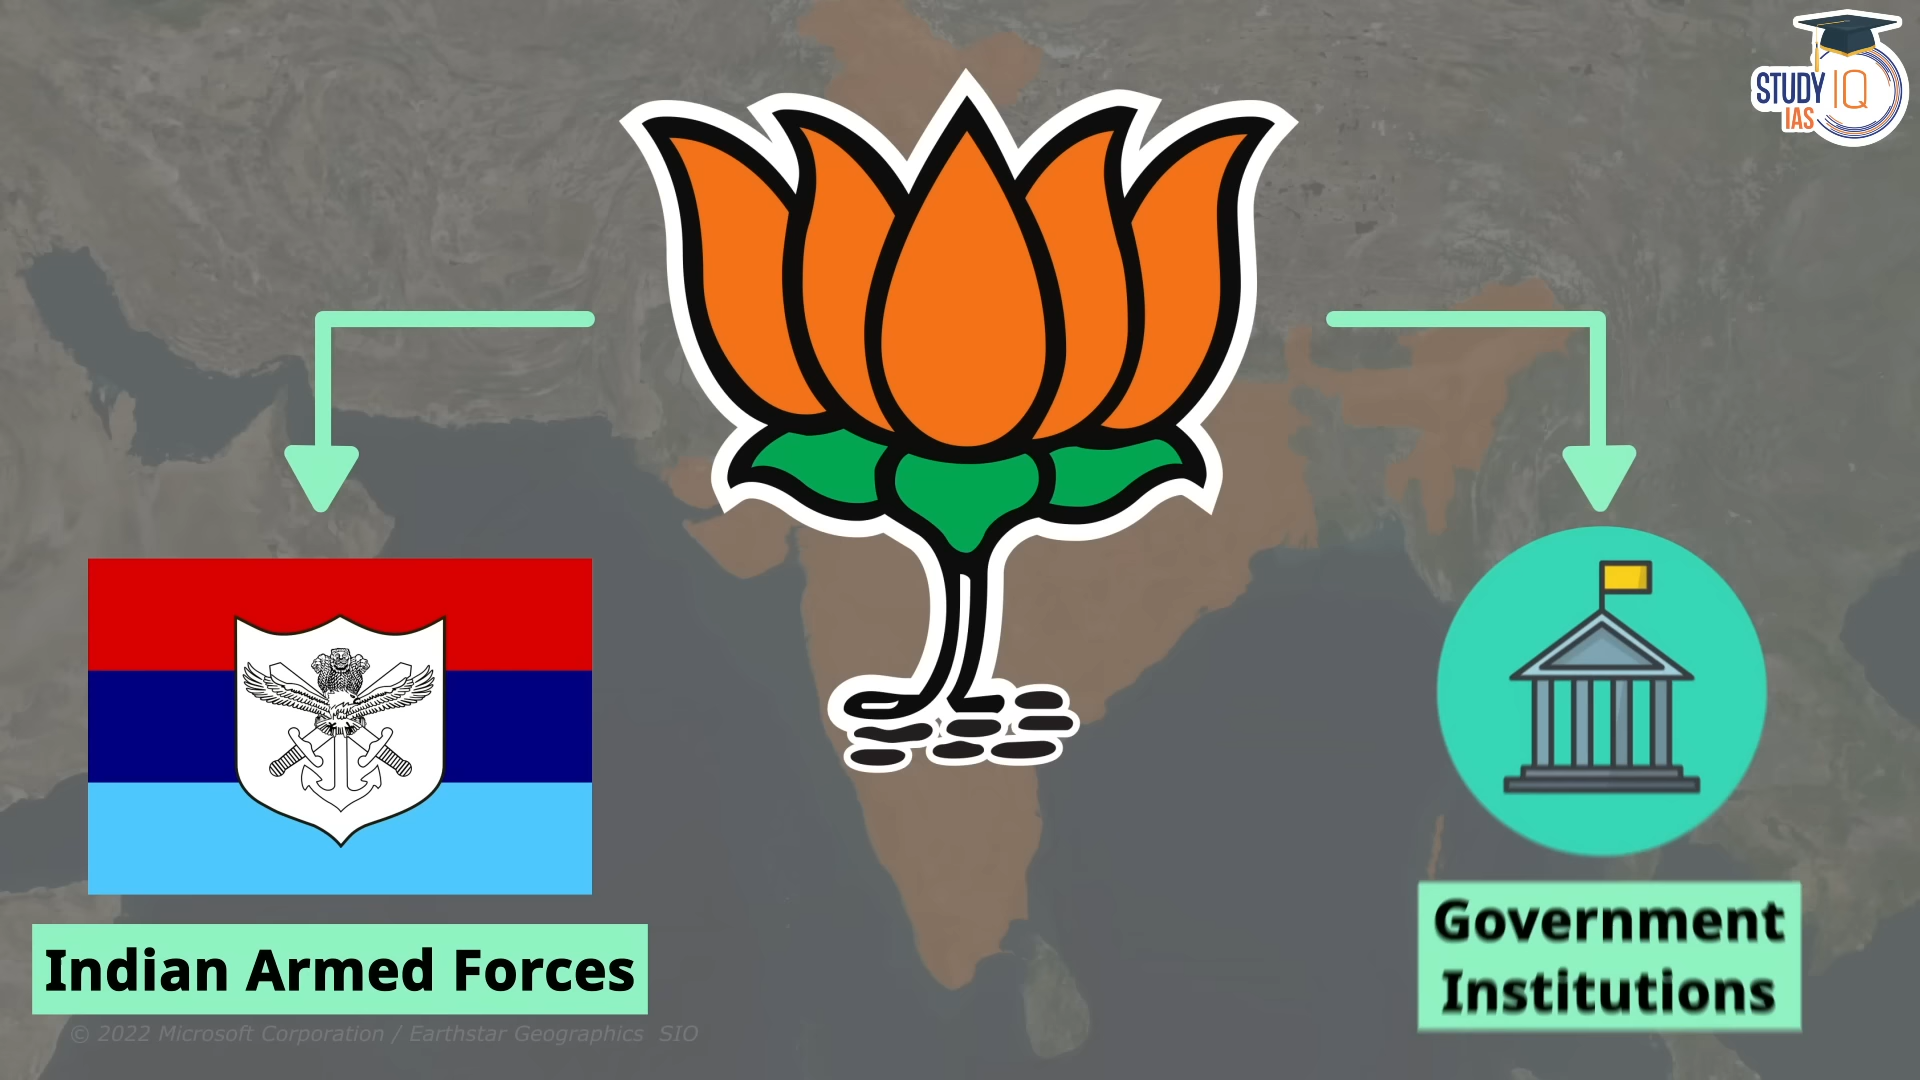 STUDY IQ
IAS
Indian Armed Forces
Government
Institutions
© 2022 Microsoft Corporation / Earthstar Geographics SIO